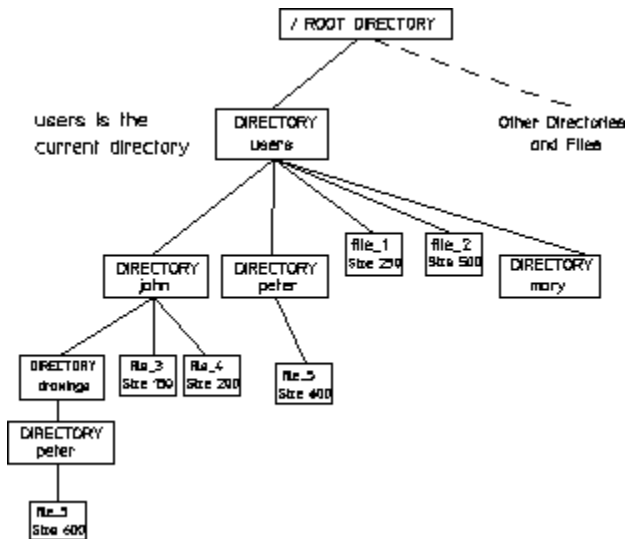 / ROOT DIRECTORY
users is the
current directory
DIRECTORY
users
Other Directories
and Files
DIRECTORY
john
DIRECTORY
peter
file_1
Size 250
file_2
Size 500
DIRECTORY
mary
DIRECTORY
drawings
file_3
Size 150
file_4
Size 200
file_5
Size 600
DIRECTORY
peter
file_5
Size 600